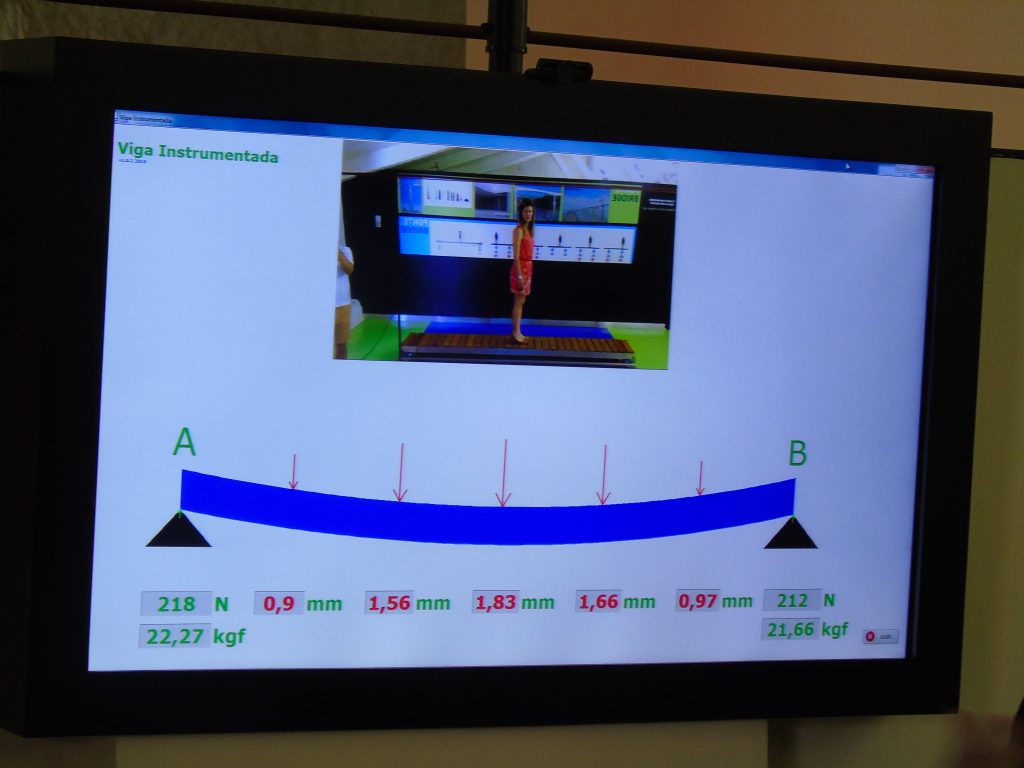 Viga Instrumentada
Viga Instrumentada
BRIDGE
PONTE
BRIDGE
A
B
218 N
0,9 mm
1,56 mm
1,83 mm
1,66 mm
0,97 mm
212 N
22,27 kgf
21,66 kgf